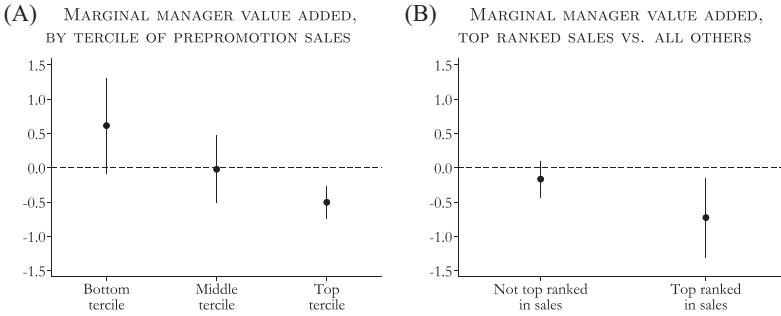 (A) MARGINAL MANAGER VALUE ADDED,
BY TERCILE OF PREPROMOTION SALES
1.5
1.0
0.5
0.0
-0.5
-1.0
-1.5
Bottom
tercile
Middle
tercile
Top
tercile
(B) MARGINAL MANAGER VALUE ADDED,
TOP RANKED SALES VS. ALL OTHERS
1.5
1.0
0.5
0.0
-0.5
-1.0
-1.5
Not top ranked
in sales
Top ranked
in sales